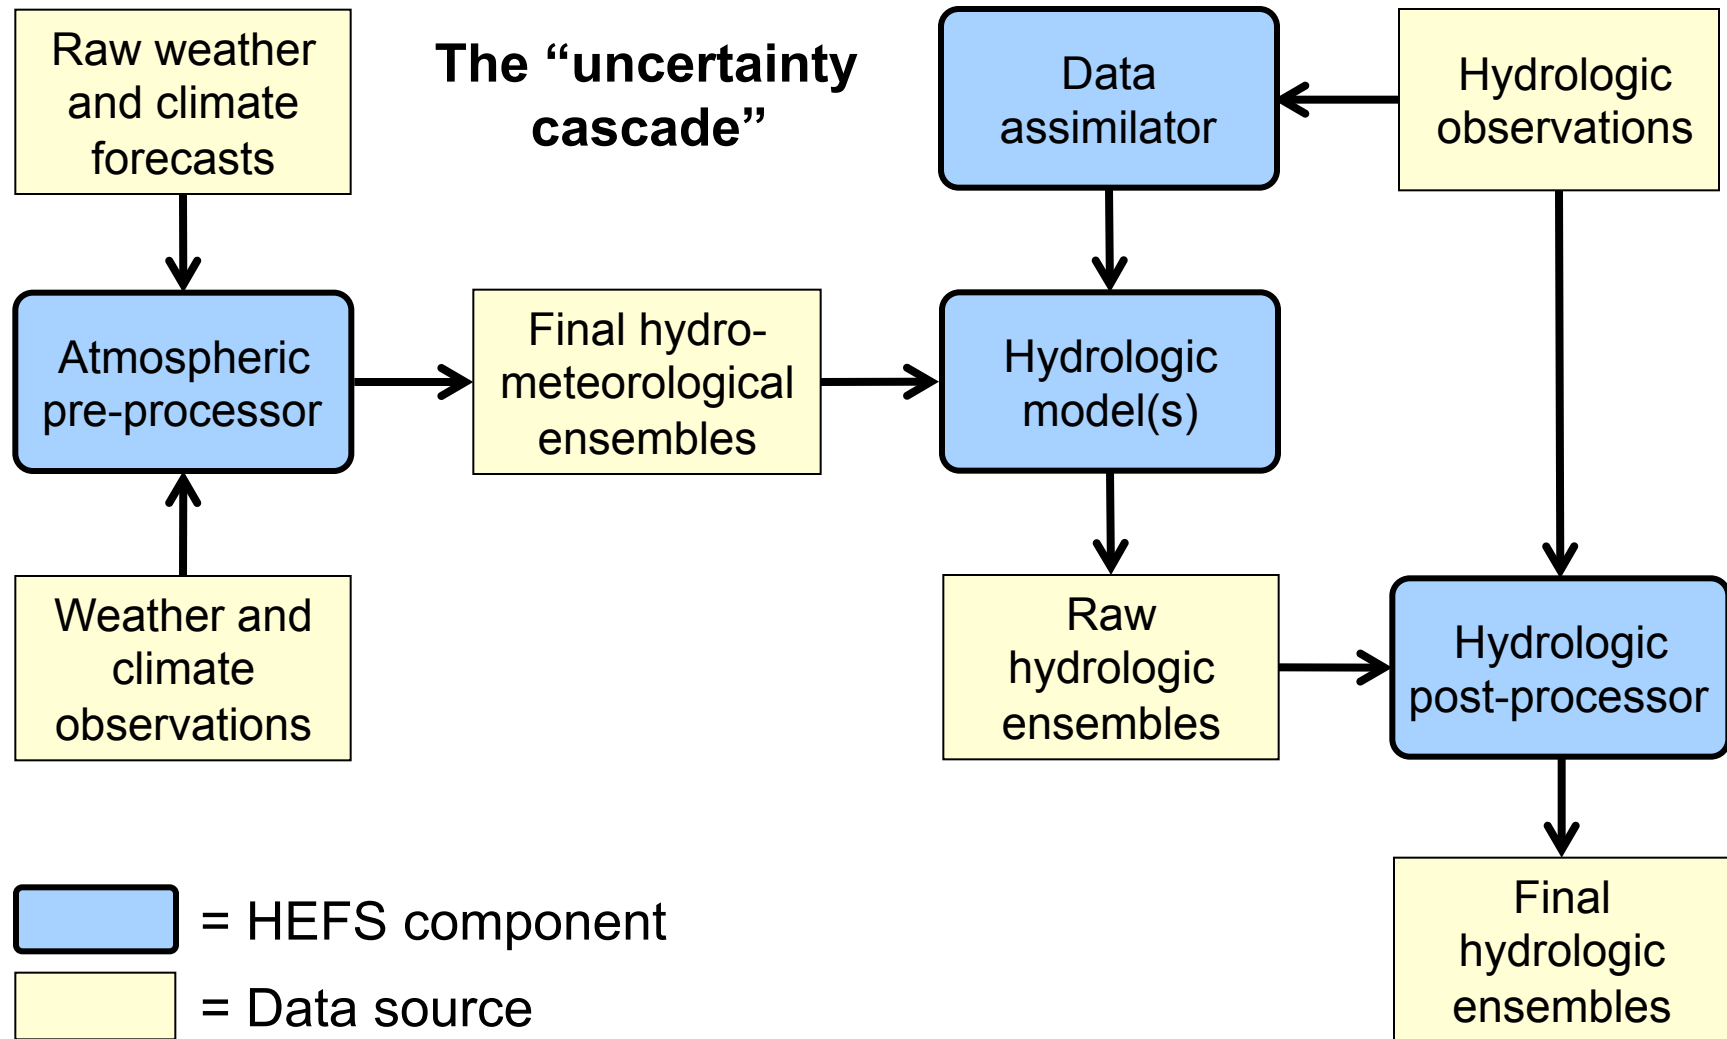 Raw weather
and climate
forecasts
The “uncertainty
cascade”
Data
assimilator
Hydrologic
observations
Atmospheric
pre-processor
Final hydro-
meteorological
ensembles
Hydrologic
model(s)
Weather and
climate
observations
Raw
hydrologic
ensembles
Hydrologic
post-processor
Final
hydrologic
ensembles
= HEFS component
= Data source